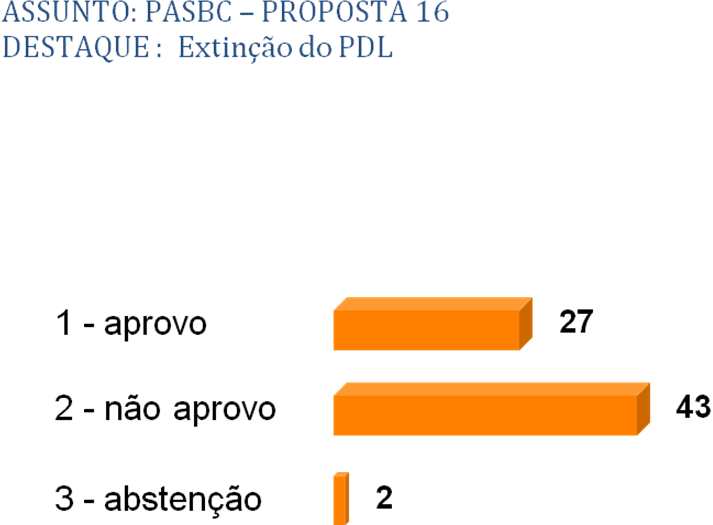 ASSUNTO: PASBC – PROPOSTA 16
DESTAQUE : Extinção do PDL
1 - aprovo 27
2 - não aprovo 43
3 - abstenção 2